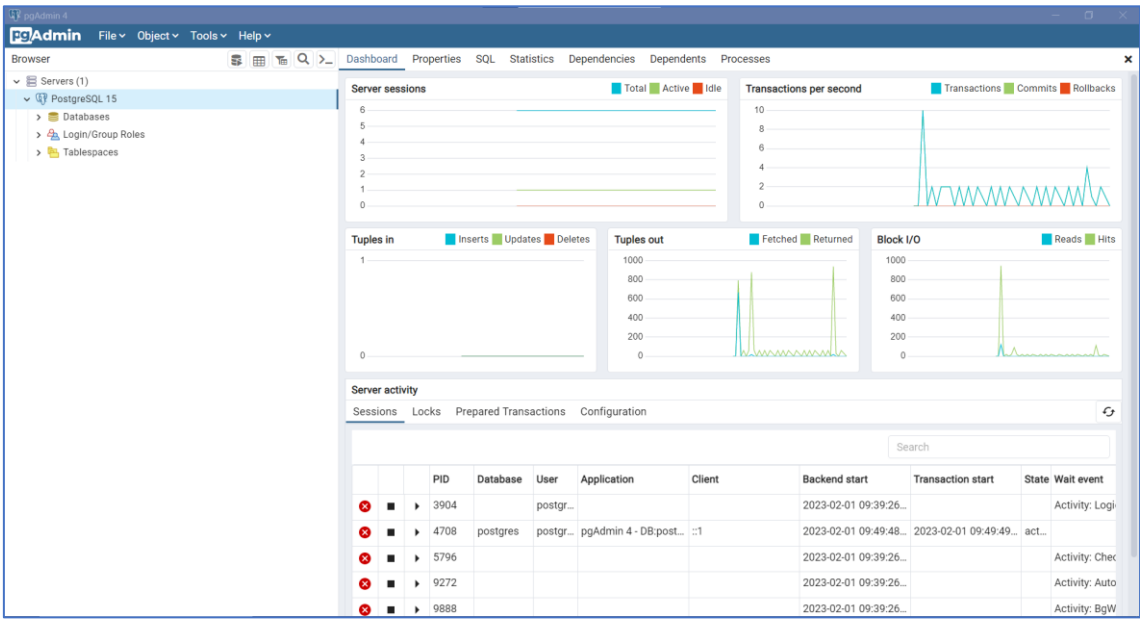 pgAdmin 4
pgAdmin File Object Tools Help
Browser
Servers (1)
PostgreSQL 15
Databases
Login/Group Roles
Tablespaces
Dashboard Properties SQL Statistics Dependencies Dependents Processes
Server sessions Total Active Idle
6
5
4
3
2
1
0
Transactions per second Transactions Commits Rollbacks
10
8
6
4
2
0
Tuples in Inserts Updates Deletes
1
0
Tuples out Fetched Returned
1000
800
600
400
200
0
Block I/O Reads Hits
1000
800
600
400
200
0
Server activity
Sessions Locks Prepared Transactions Configuration
Search
PID Database User Application Client Backend start Transaction start State Wait event
3904 postgr... 2023-02-01 09:39:26... Activity: Logi
4708 postgres postgr... pgAdmin 4 - DB:post... ::1 2023-02-01 09:49:48... 2023-02-01 09:49:49... act...
5796 2023-02-01 09:39:26... Activity: Chec
9272 2023-02-01 09:39:26... Activity: Auto
9888 2023-02-01 09:39:26... Activity: BgW